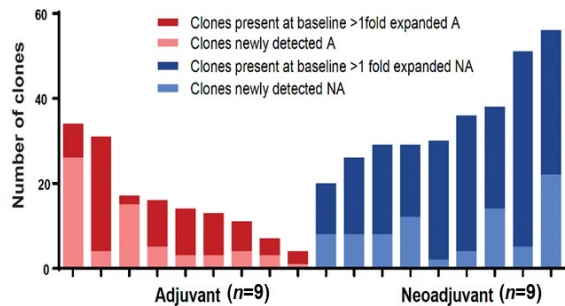 60
40
20
0
Number of clones
Clones present at baseline >1fold expanded A
Clones newly detected A
Clones present at baseline >1 fold expanded NA
Clones newly detected NA
Adjuvant (n=9)
Neoadjuvant (n=9)